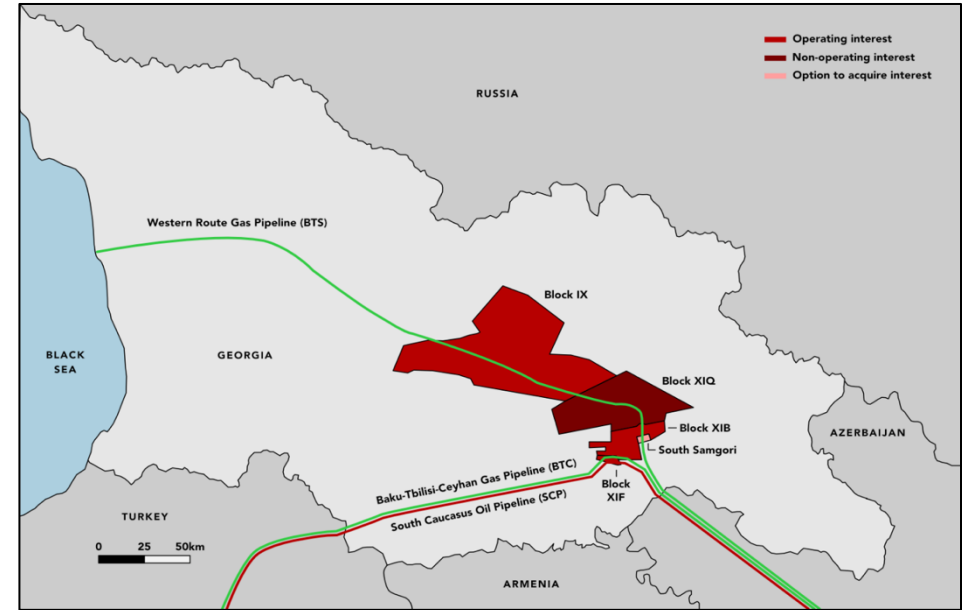 Operating interest
Non-operating interest
Option to acquire interest
RUSSIA
Western Route Gas Pipeline (BTS)
Block IX
BLACK
SEA
GEORGIA
Block XIQ
Block XIB
AZERBAIJAN
South Samgori
Baku-Tbilisi-Ceyhan Gas Pipeline (BTC)
South Caucasus Oil Pipeline (SCP)
Block
XIF
TURKEY
0 25 50km
ARMENIA